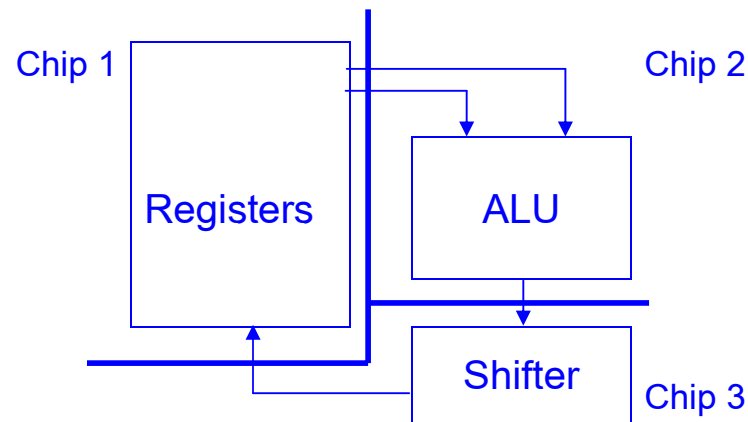 Chip 1
Chip 2
Registers
ALU
Shifter
Chip 3